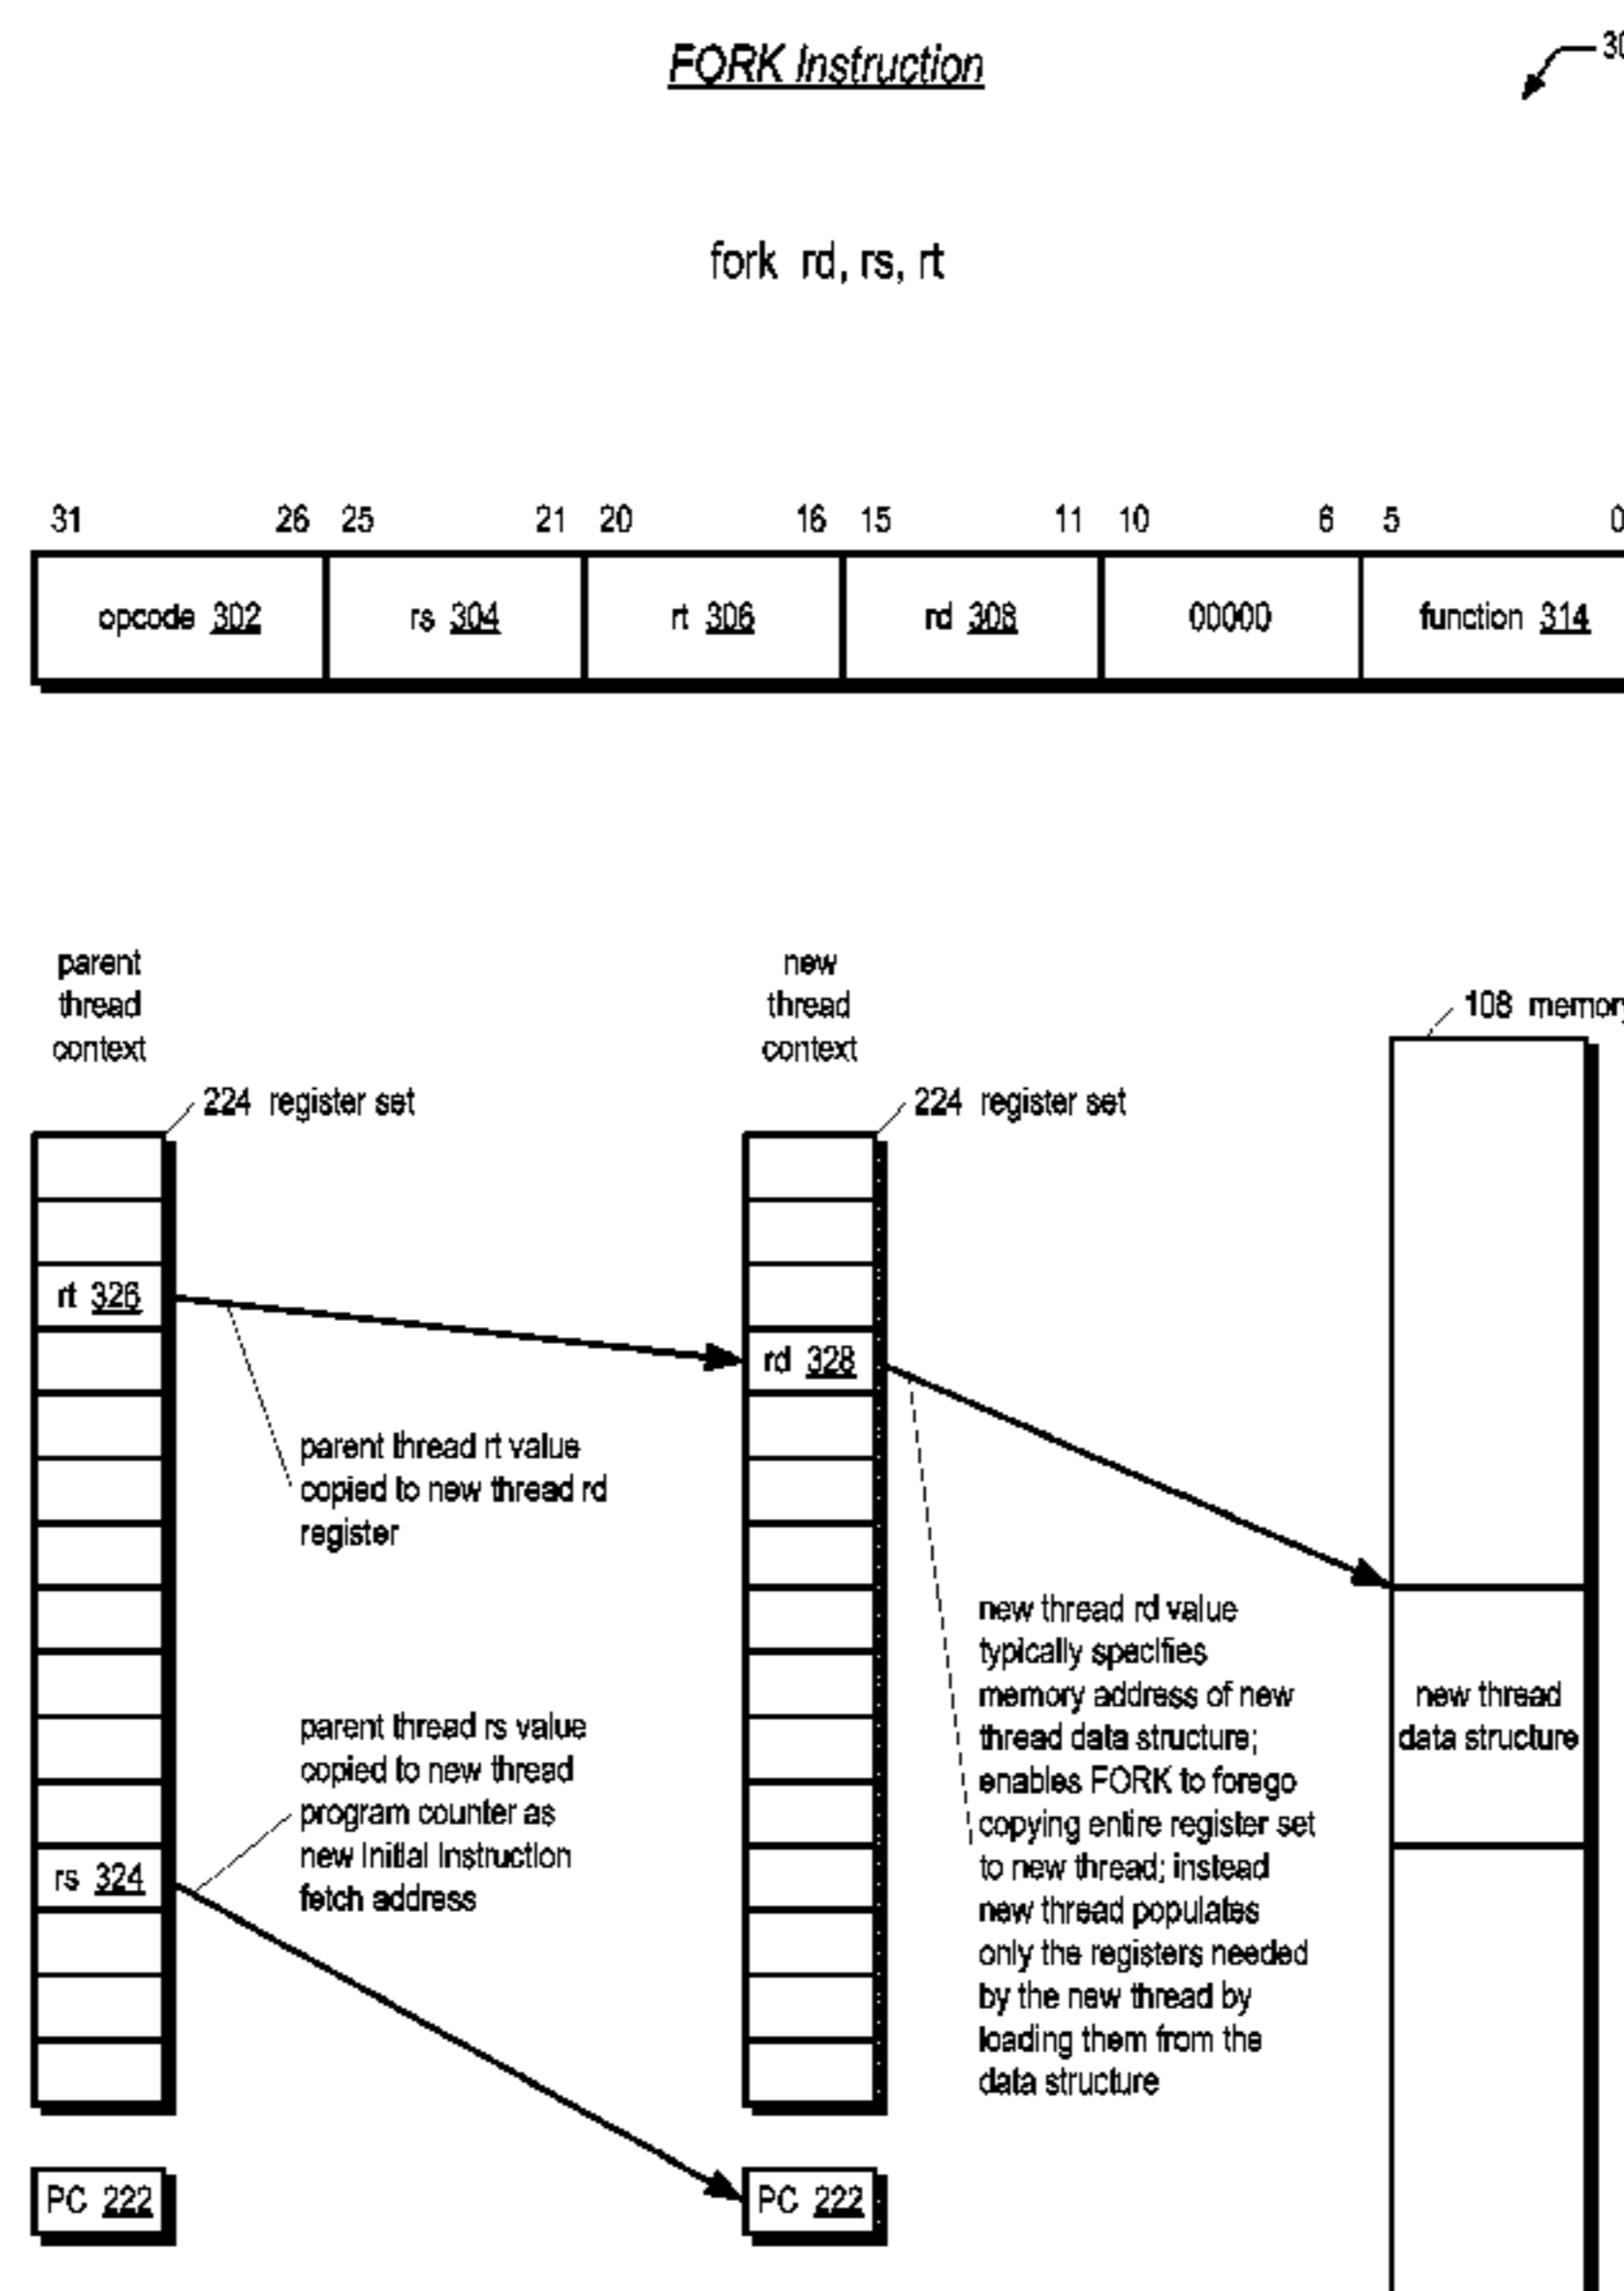 FORK Instruction
30
fork rd, rs, rt
31 26 25 21 20 16 15 11 10 6 5 0
opcode 302 rs 304 rt 306 rd 308 00000 function 314
parent
thread
context
224 register set
new
thread
context
224 register set
108 memory
rt 326
rd 328
parent thread rt value
copied to new thread rd
register
new thread rd value
typically specifies
memory address of new
thread data structure;
enables FORK to forego
copying entire register set
to new thread; instead
new thread populates
only the registers needed
by the new thread by
loading them from the
data structure
new thread
data structure
parent thread rs value
copied to new thread
program counter as
new initial instruction
fetch address
rs 324
PC 222
PC 222